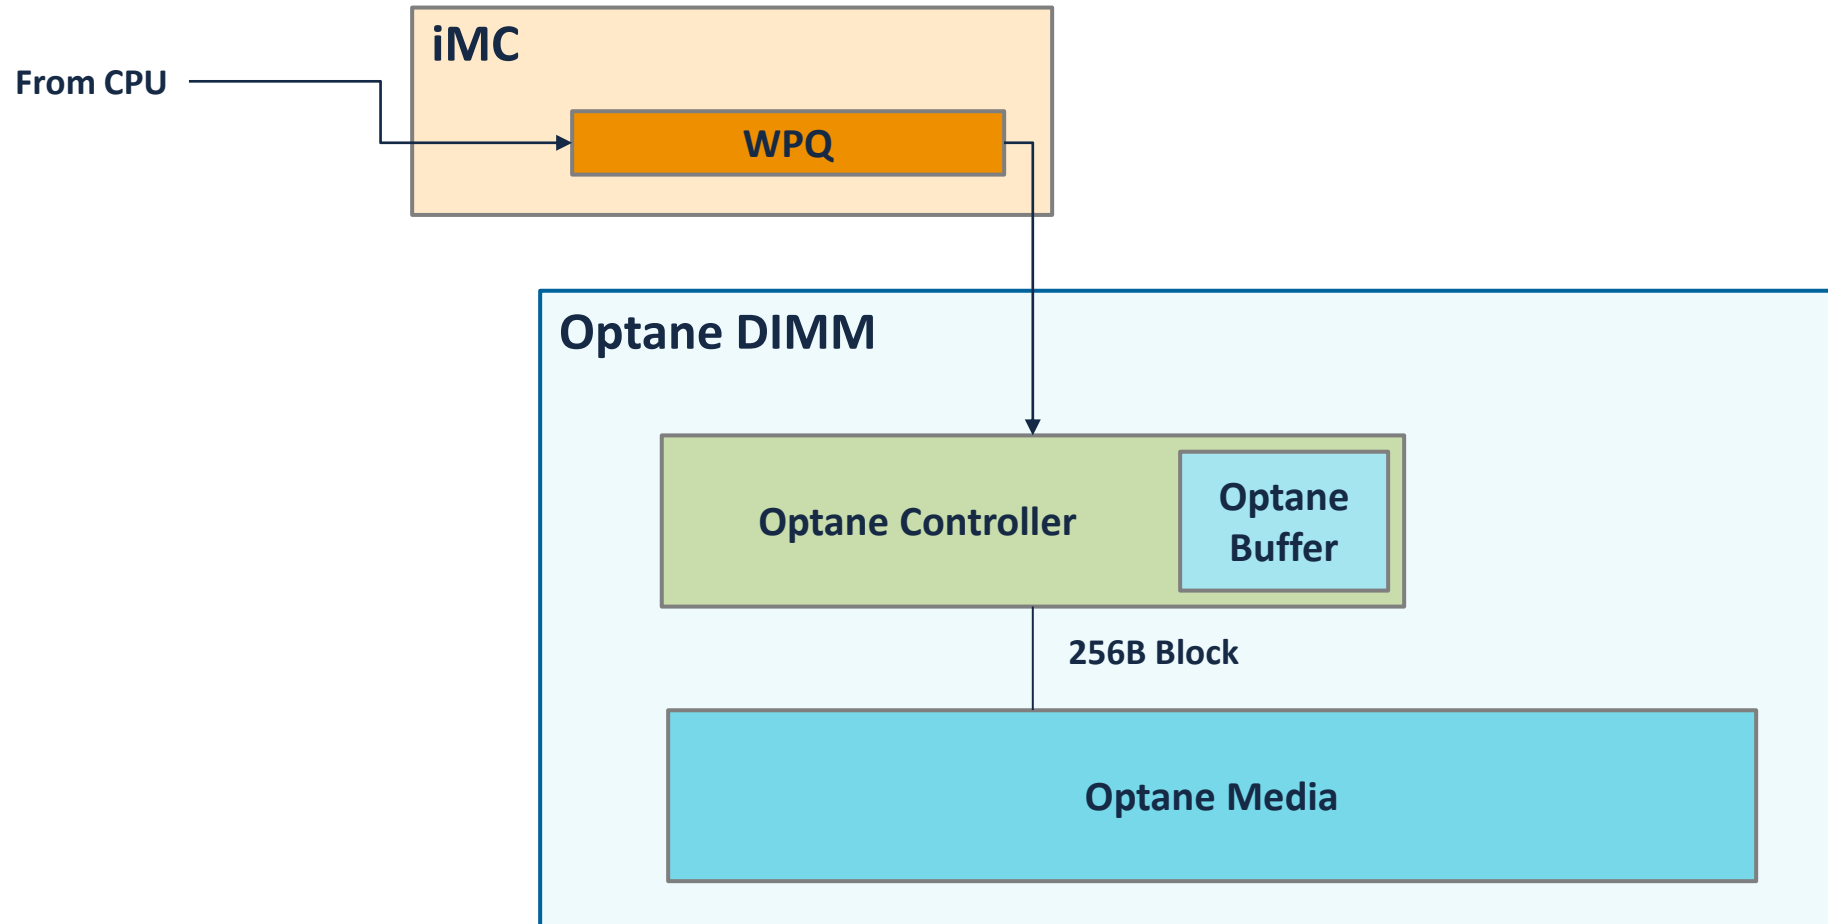 iMC
From CPU
WPQ
Optane DIMM
Optane Controller
Optane
Buffer
256B Block
Optane Media